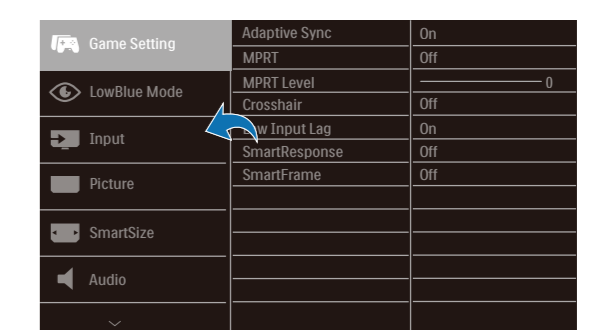 Game Setting
LowBlue Mode
Input
Picture
SmartSize
Audio
Adaptive Sync On
MPRT Off
MPRT Level 0
Crosshair Off
Input Lag On
SmartResponse Off
SmartFrame Off